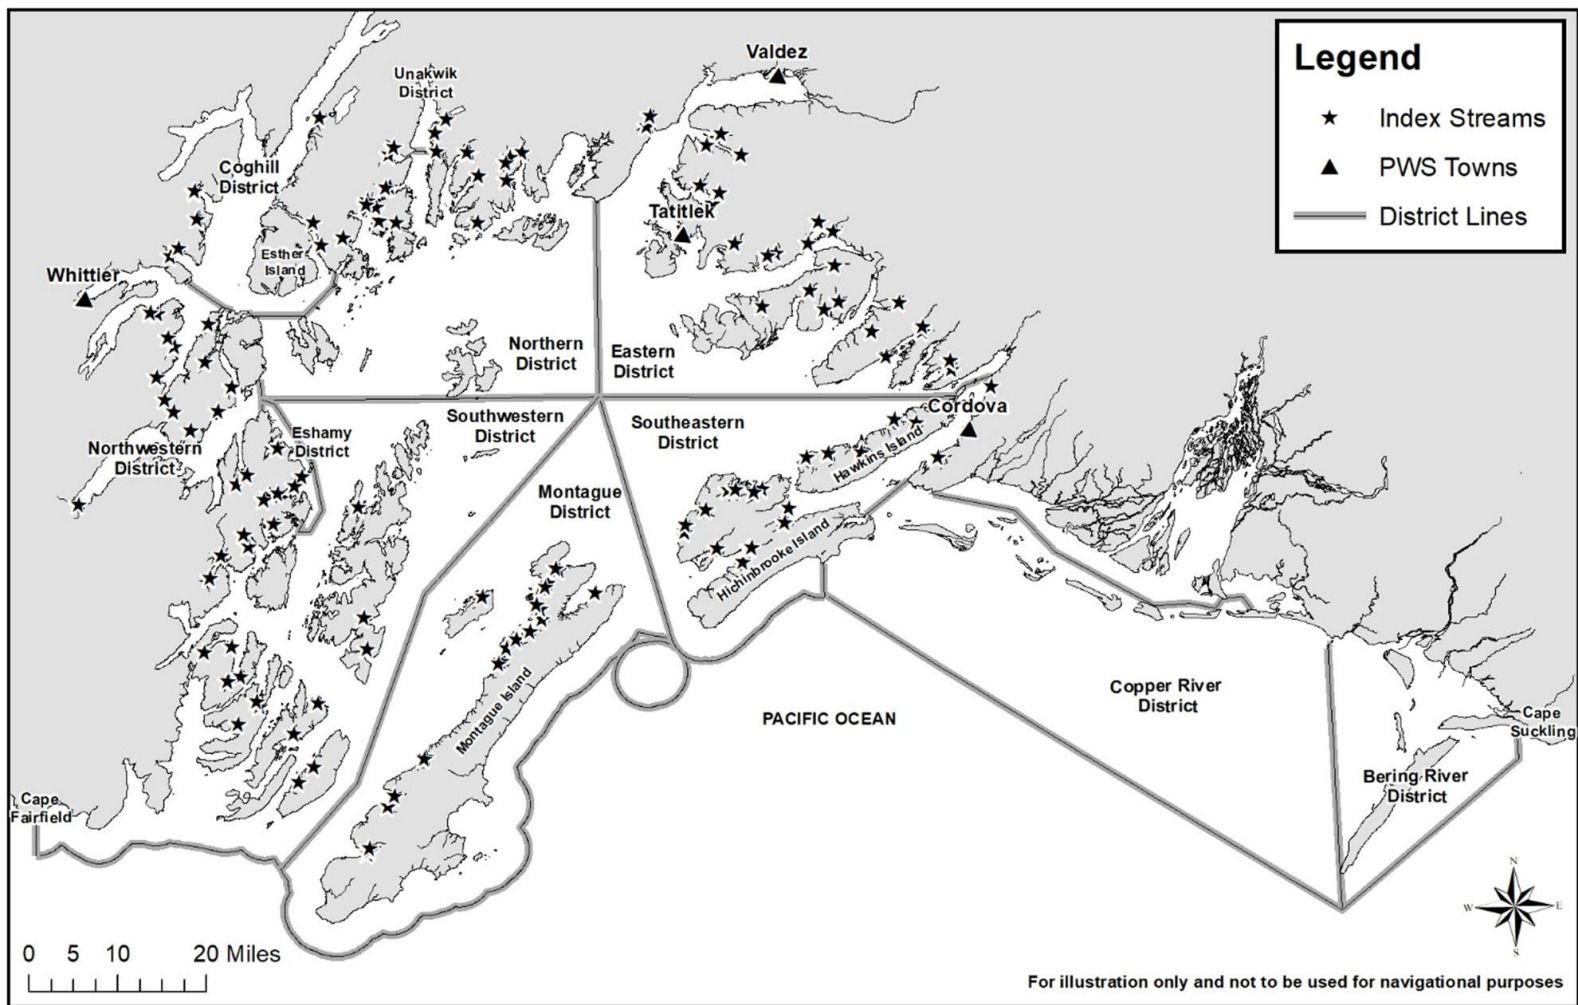 Valdez
Legend
Unakwik
District
Index Streams
Coghill
District
PWS Towns
Tatitlek
District Lines
Esther
Island
Whittier
Northern
District
Eastern
District
Cordova
Southwestern
District
Southeastern
District
Eshamy
District
Northwestern
District
Hawkins Island
Montague
District
Hichinbrooke Island
Montague Island
Copper River
District
PACIFIC OCEAN
Cape
Suckling
Bering River
District
Cape
Fairfield
N
W
E
S
0 5 10 20 Miles
For illustration only and not to be used for navigational purposes